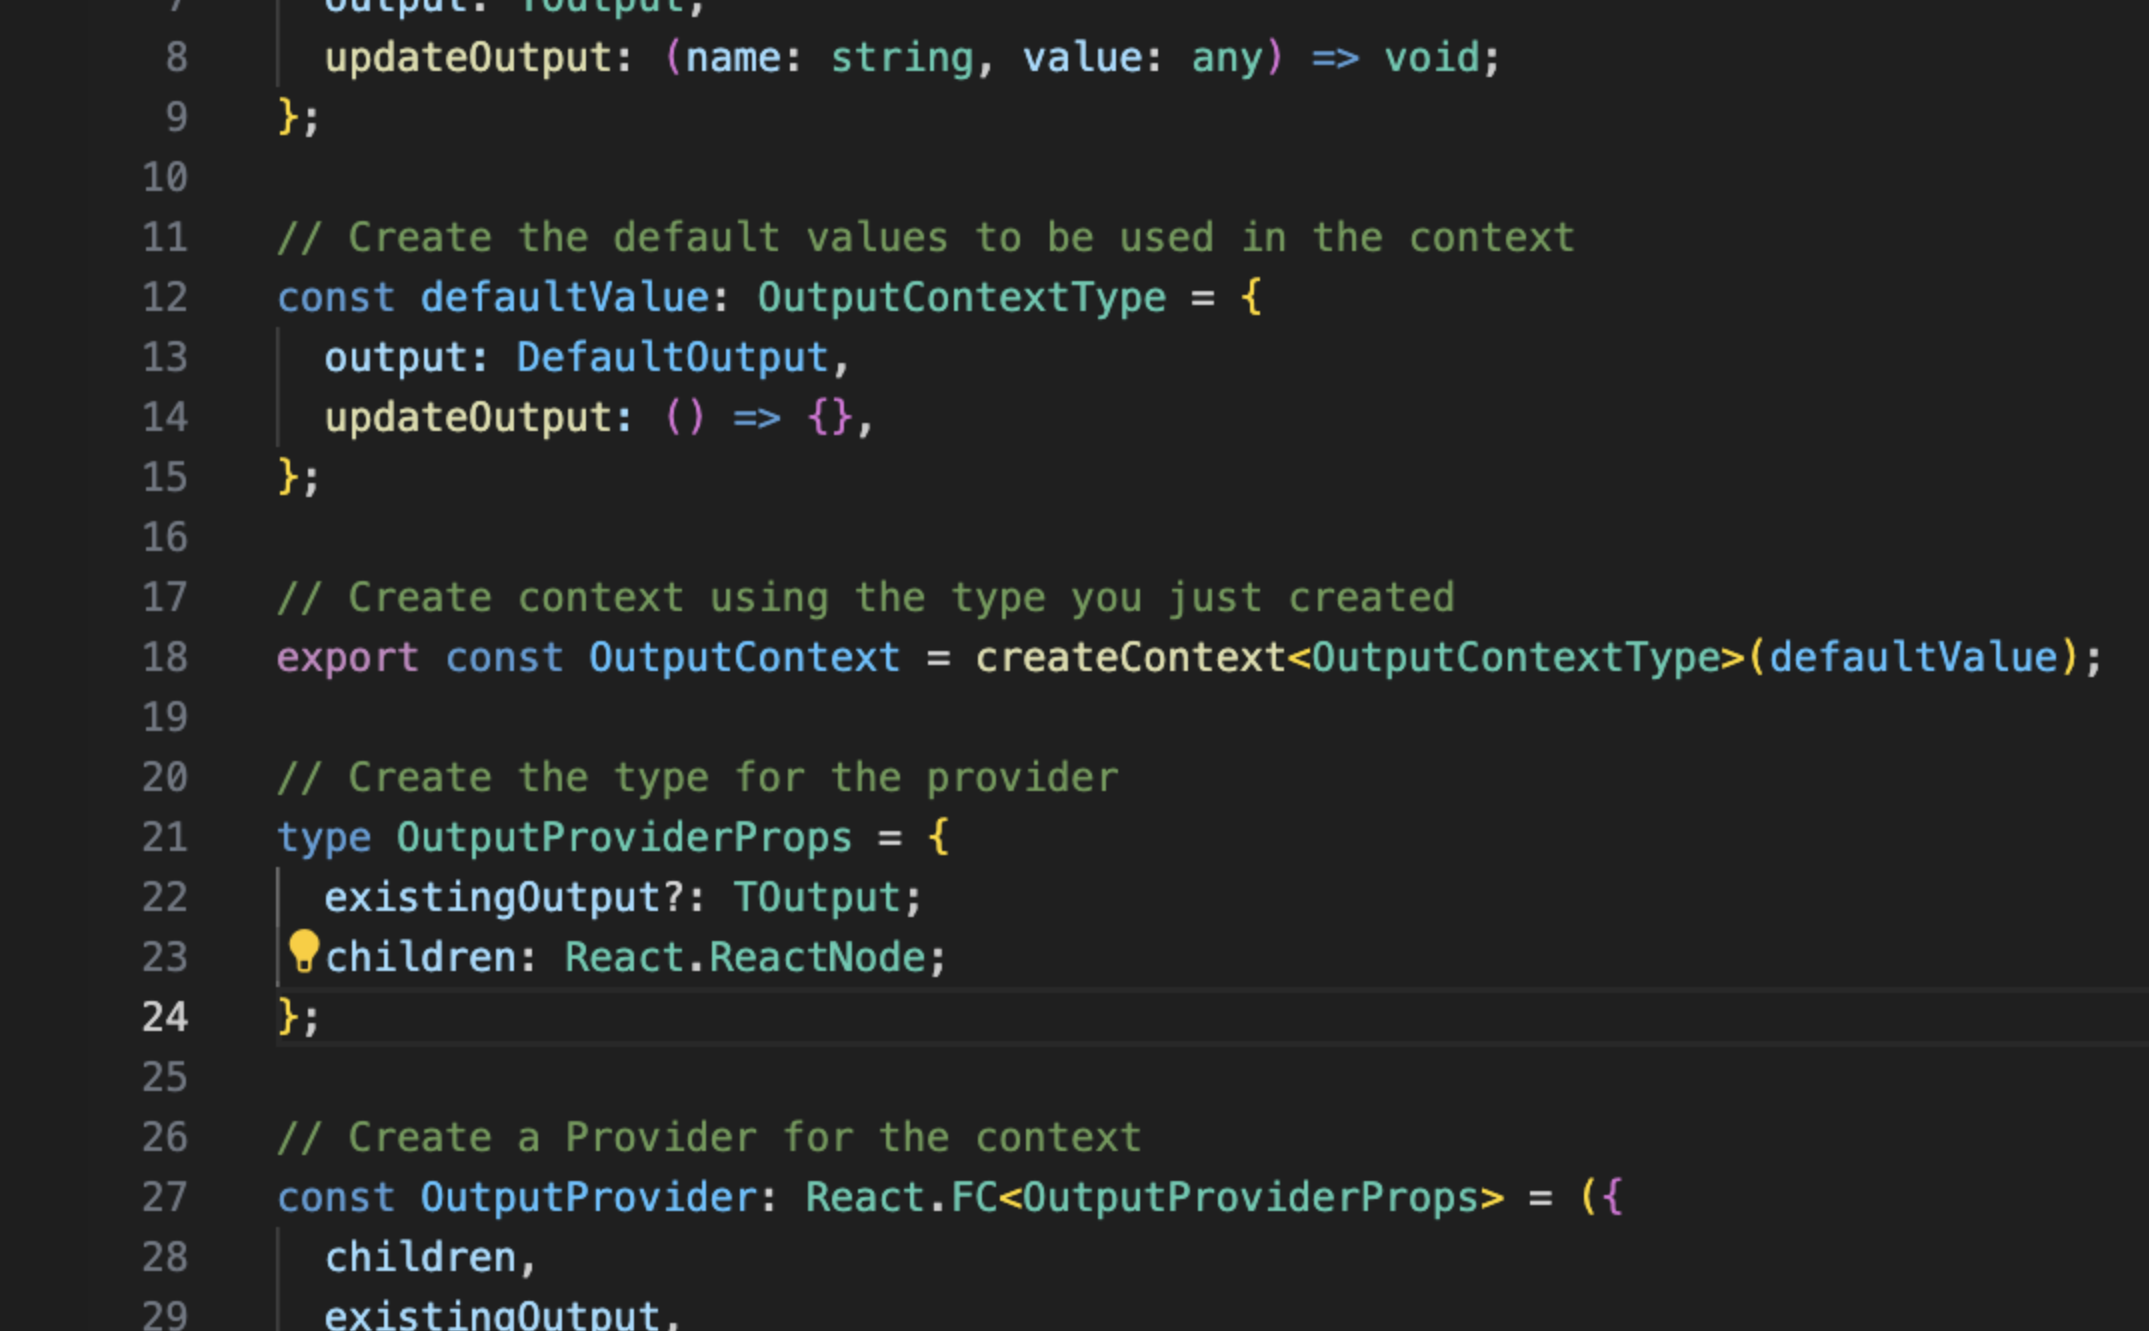 7 output: TOutput;
8 updateOutput: (name: string, value: any) => void;
9 };
10
11 // Create the default values to be used in the context
12 const defaultValue: OutputContextType = {
13 output: DefaultOutput,
14 updateOutput: () => {},
15 };
16
17 // Create context using the type you just created
18 export const OutputContext = createContext<OutputContextType>(defaultValue);
19
20 // Create the type for the provider
21 type OutputProviderProps = {
22 existingOutput?: TOutput;
23 children: React.ReactNode;
24 };
25
26 // Create a Provider for the context
27 const OutputProvider: React.FC<OutputProviderProps> = ({
28 children,
29 existingOutput,